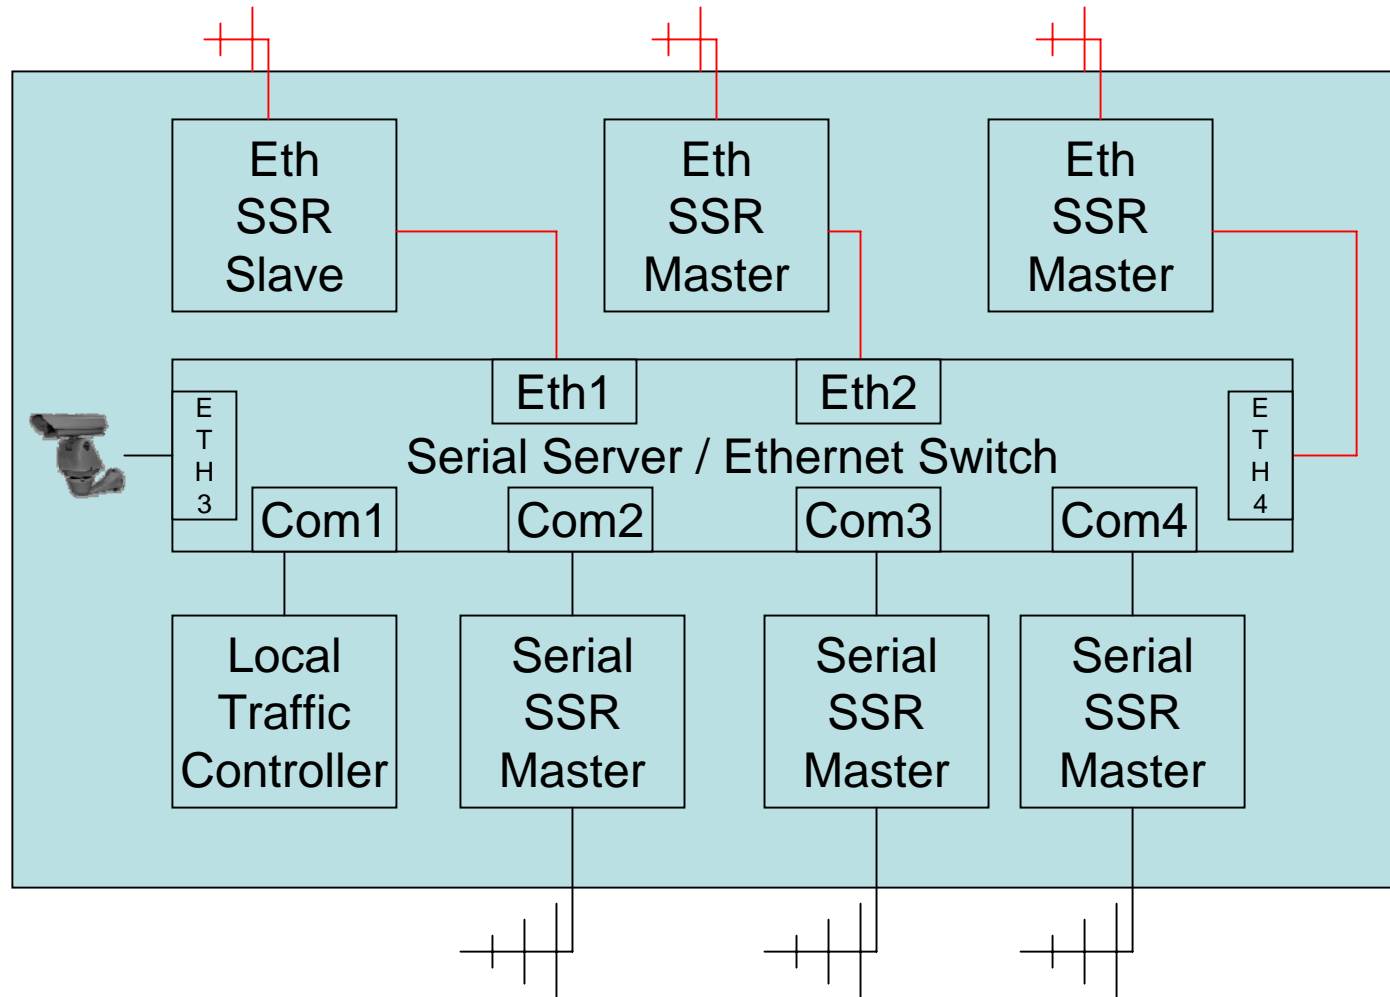 Eth
SSR
Slave
Eth
SSR
Master
Eth
SSR
Master
Eth1
Eth2
E
T
H
3
E
T
H
4
Serial Server / Ethernet Switch
Com1
Com2
Com3
Com4
Local
Traffic
Controller
Serial
SSR
Master
Serial
SSR
Master
Serial
SSR
Master